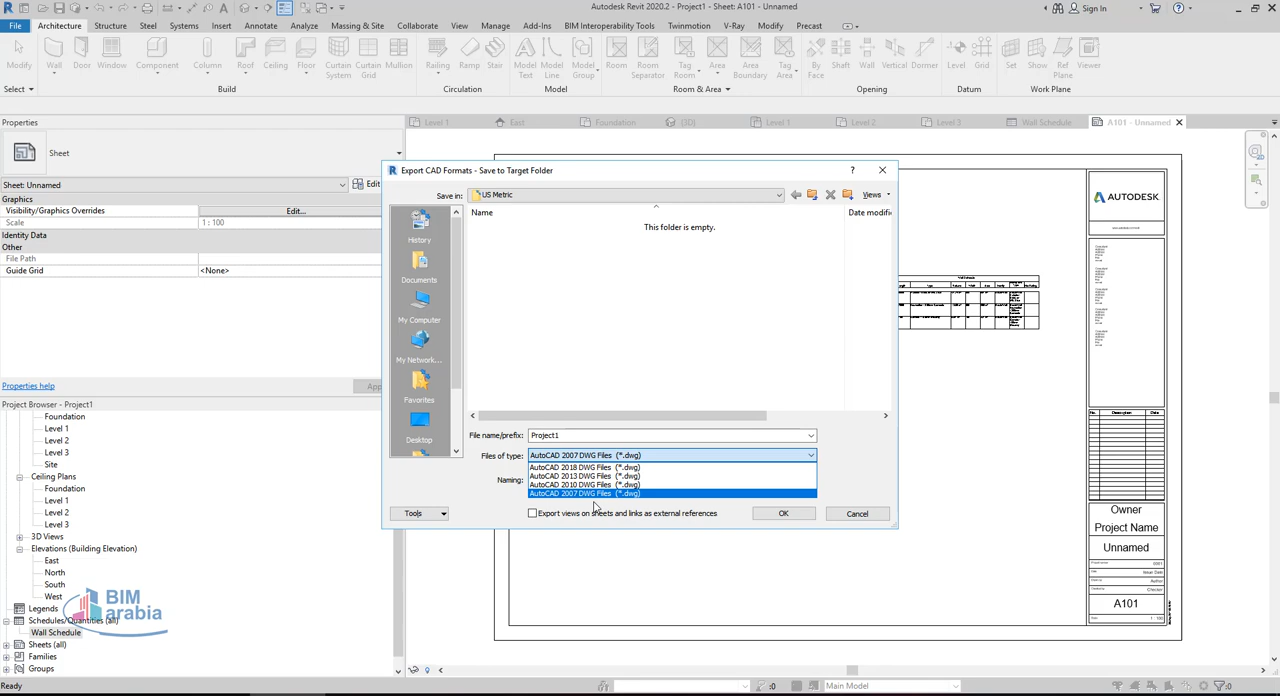 Autodesk Revit 2020.2 - Project1 - Sheet: A101 - Unnamed
Sign In
File Architecture Structure Steel Systems Insert Annotate Analyze Massing & Site Collaborate View Manage Add-Ins BIM Interoperability Tools Twinmotion V-Ray Modify Precast
Modify Wall Door Window Component Column Roof Ceiling Floor Curtain System Curtain Grid Mullion Railing Ramp Stair Model Text Model Line Model Group Room Room Separator Tag Room Area Area Boundary Tag Area By Face Shaft Wall Vertical Dormer Level Grid Set Show Ref Plane Viewer
Select Build Circulation Model Room & Area Opening Datum Work Plane
Properties
Level 1 East Foundation (3D) Level 1 Level 2 Level 3 Wall Schedule A101 - Unnamed
Sheet
Sheet: Unnamed Edit
Graphics
Visibility/Graphics Overrides Edit...
Scale 1 : 100
Identity Data
Other
File Path
Guide Grid <None>
Properties help App
Export CAD Formats - Save to Target Folder
Save in: US Metric Views
Name Date modifi
This folder is empty.
History
Documents
My Computer
My Network...
Favorites
Desktop
File name/prefix: Project1
Files of type: AutoCAD 2007 DWG Files (*.dwg)
AutoCAD 2018 DWG Files (*.dwg)
AutoCAD 2013 DWG Files (*.dwg)
AutoCAD 2010 DWG Files (*.dwg)
AutoCAD 2007 DWG Files (*.dwg)
Naming:
Tools
Export views on sheets and links as external references
OK Cancel
Project Browser - Project1
Foundation
Level 1
Level 2
Level 3
Site
Ceiling Plans
Foundation
Level 1
Level 2
Level 3
3D Views
Elevations (Building Elevation)
East
North
South
West
Legends
Schedules/Quantities (all)
Wall Schedule
Sheets (all)
Families
Groups
BIM
arabia
AUTODESK
Wall Schedule
No. Description Date
Owner
Project Name
Unnamed
A101
1 : 100
Ready
:0 Main Model :0